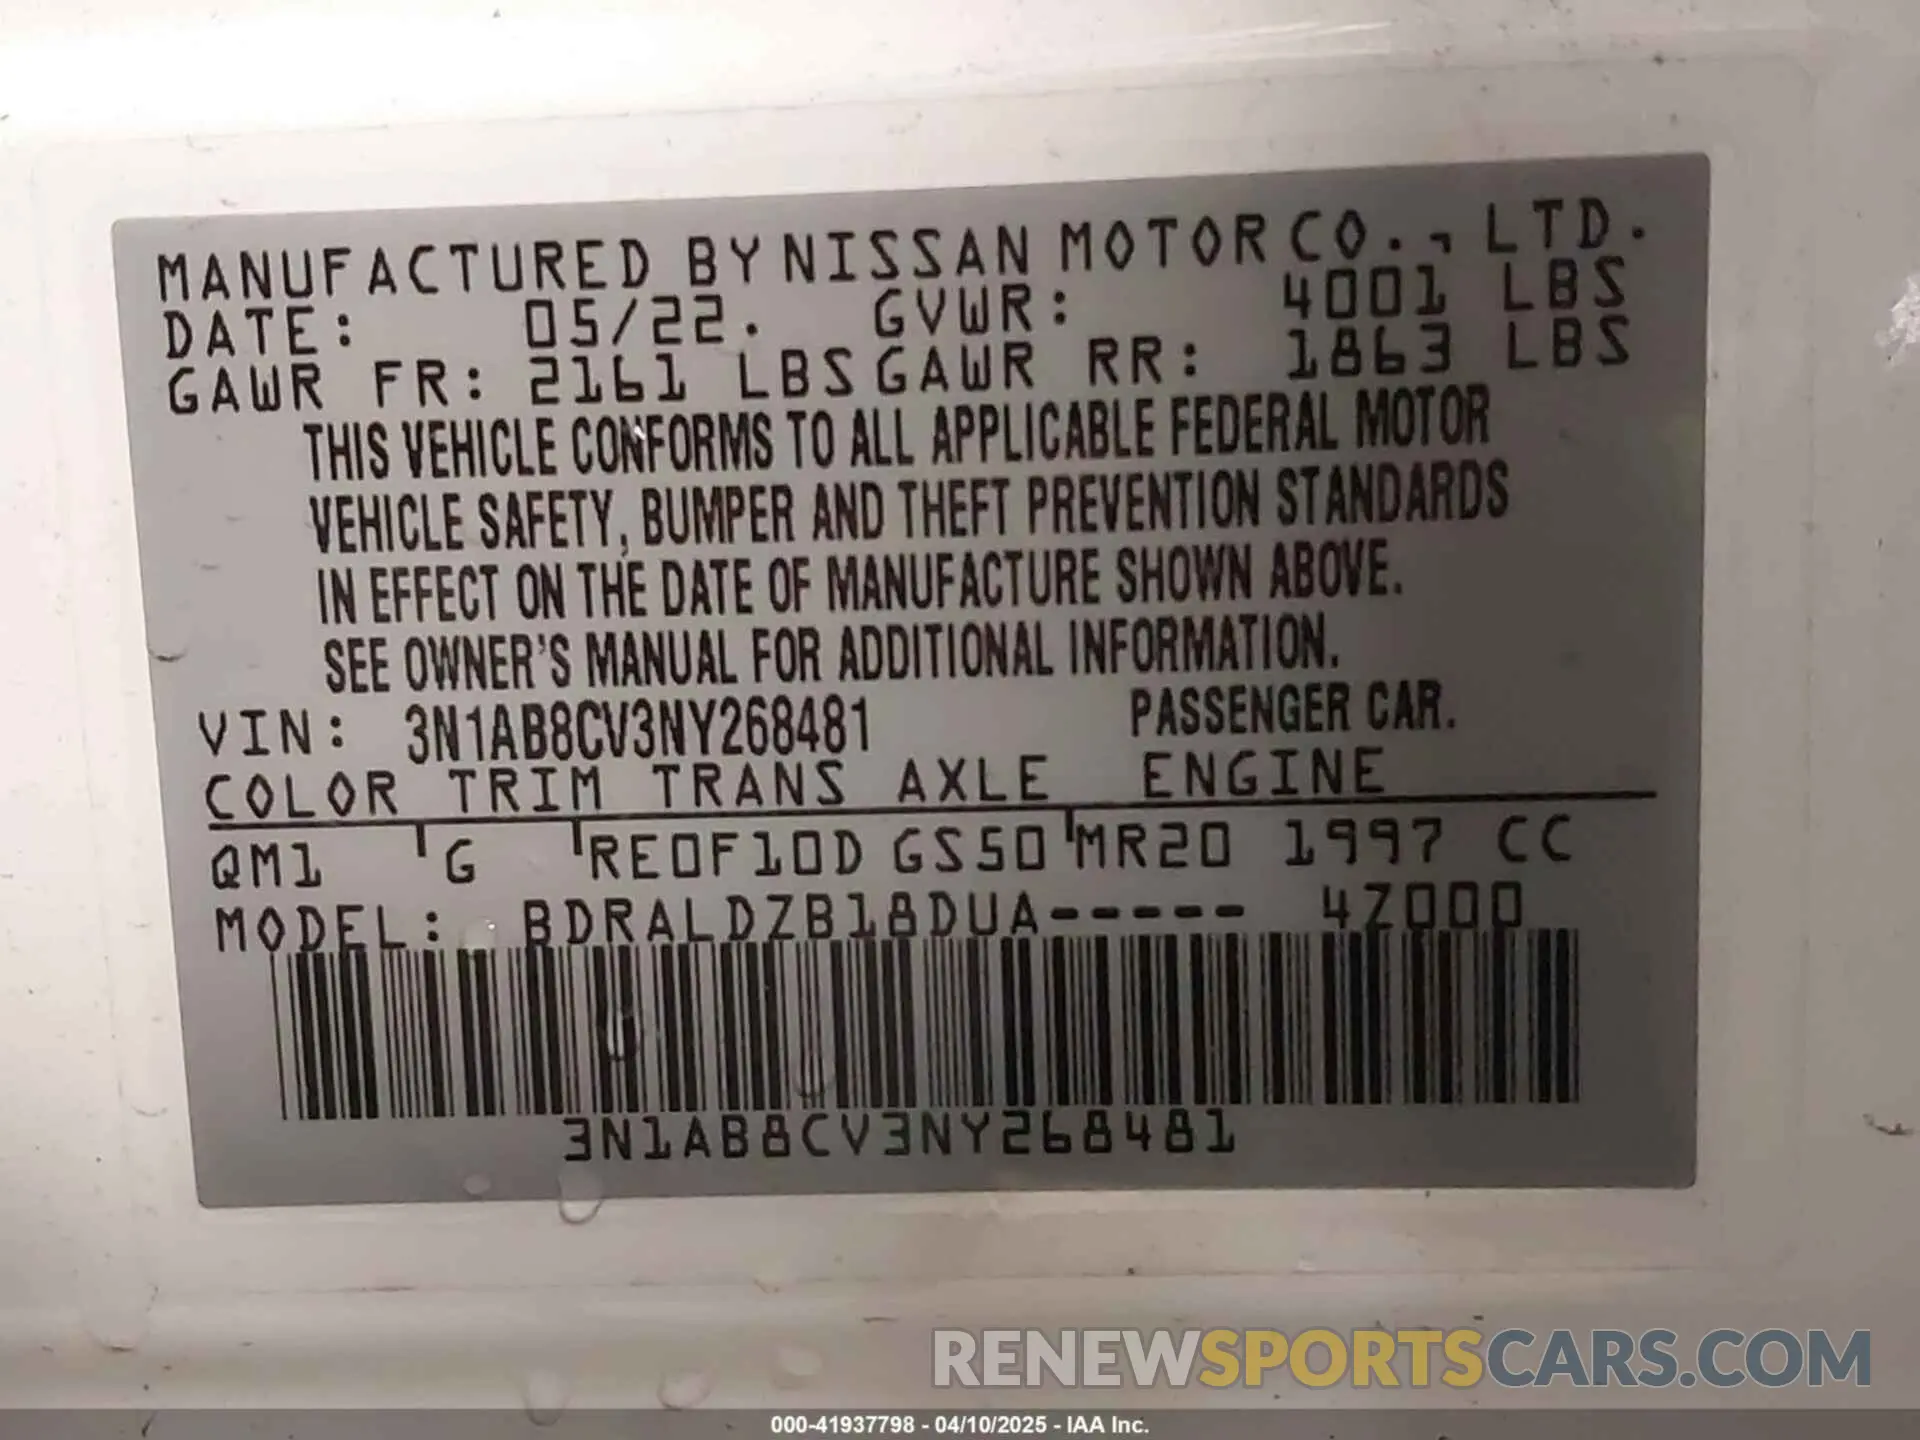 MANUFACTURED BY NISSAN MOTOR CO., LTD.
DATE: 05/22. GVWR: 4001 LBS
GAWR FR: 2161 LBS GAWR RR: 1863 LBS
THIS VEHICLE CONFORMS TO ALL APPLICABLE FEDERAL MOTOR
VEHICLE SAFETY, BUMPER AND THEFT PREVENTION STANDARDS
IN EFFECT ON THE DATE OF MANUFACTURE SHOWN ABOVE.
SEE OWNER'S MANUAL FOR ADDITIONAL INFORMATION.
VIN: 3N1AB8CV3NY268481 PASSENGER CAR.
COLOR TRIM TRANS AXLE ENGINE
QM1 G RE0F10D GS50 MR20 1997 CC
MODEL: BDRALDZB18DUA----- 4Z000
3N1AB8CV3NY268481
RENEWSPORTSCARS.COM
000-41937798 - 04/10/2025 - IAA Inc.